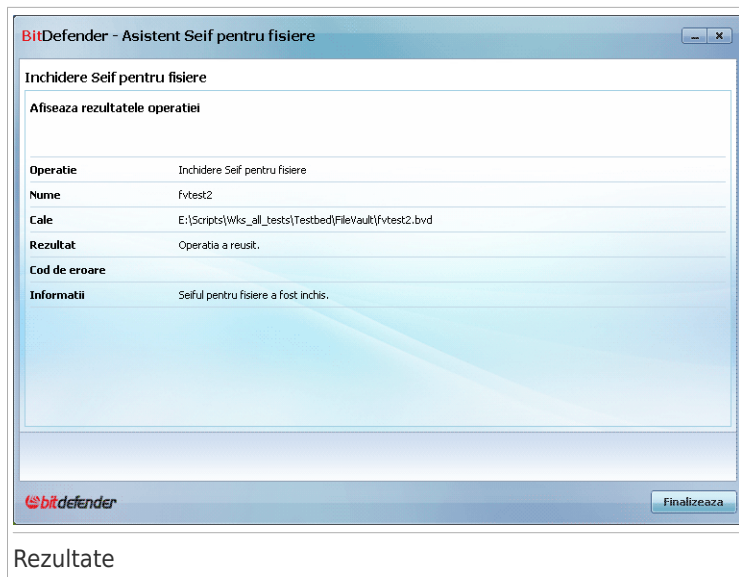 BitDefender - Asistent Seif pentru fisiere
Inchidere Seif pentru fisiere
Afiseaza rezultatele operatiei
Operatie Inchidere Seif pentru fisiere
Nume fvtest2
Cale E:\Scripts\Wks_all_tests\Testbed\FileVault\fvtest2.bvd
Rezultat Operatia a reusit.
Cod de eroare
Informatii Seiful pentru fisiere a fost inchis.
bitdefender
Finalizeaza
Rezultate